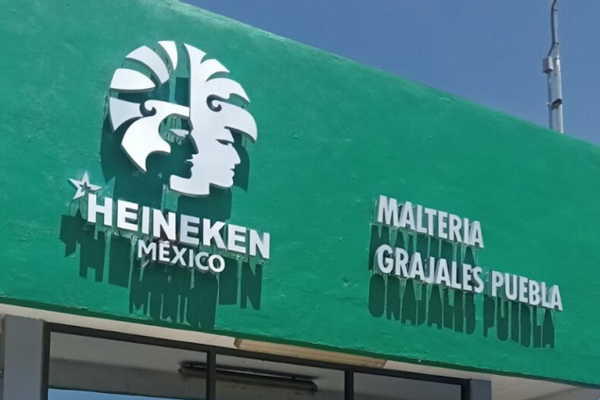 HEINEKEN
MÉXICO
MALTERIA
GRAJALES PUEBLA